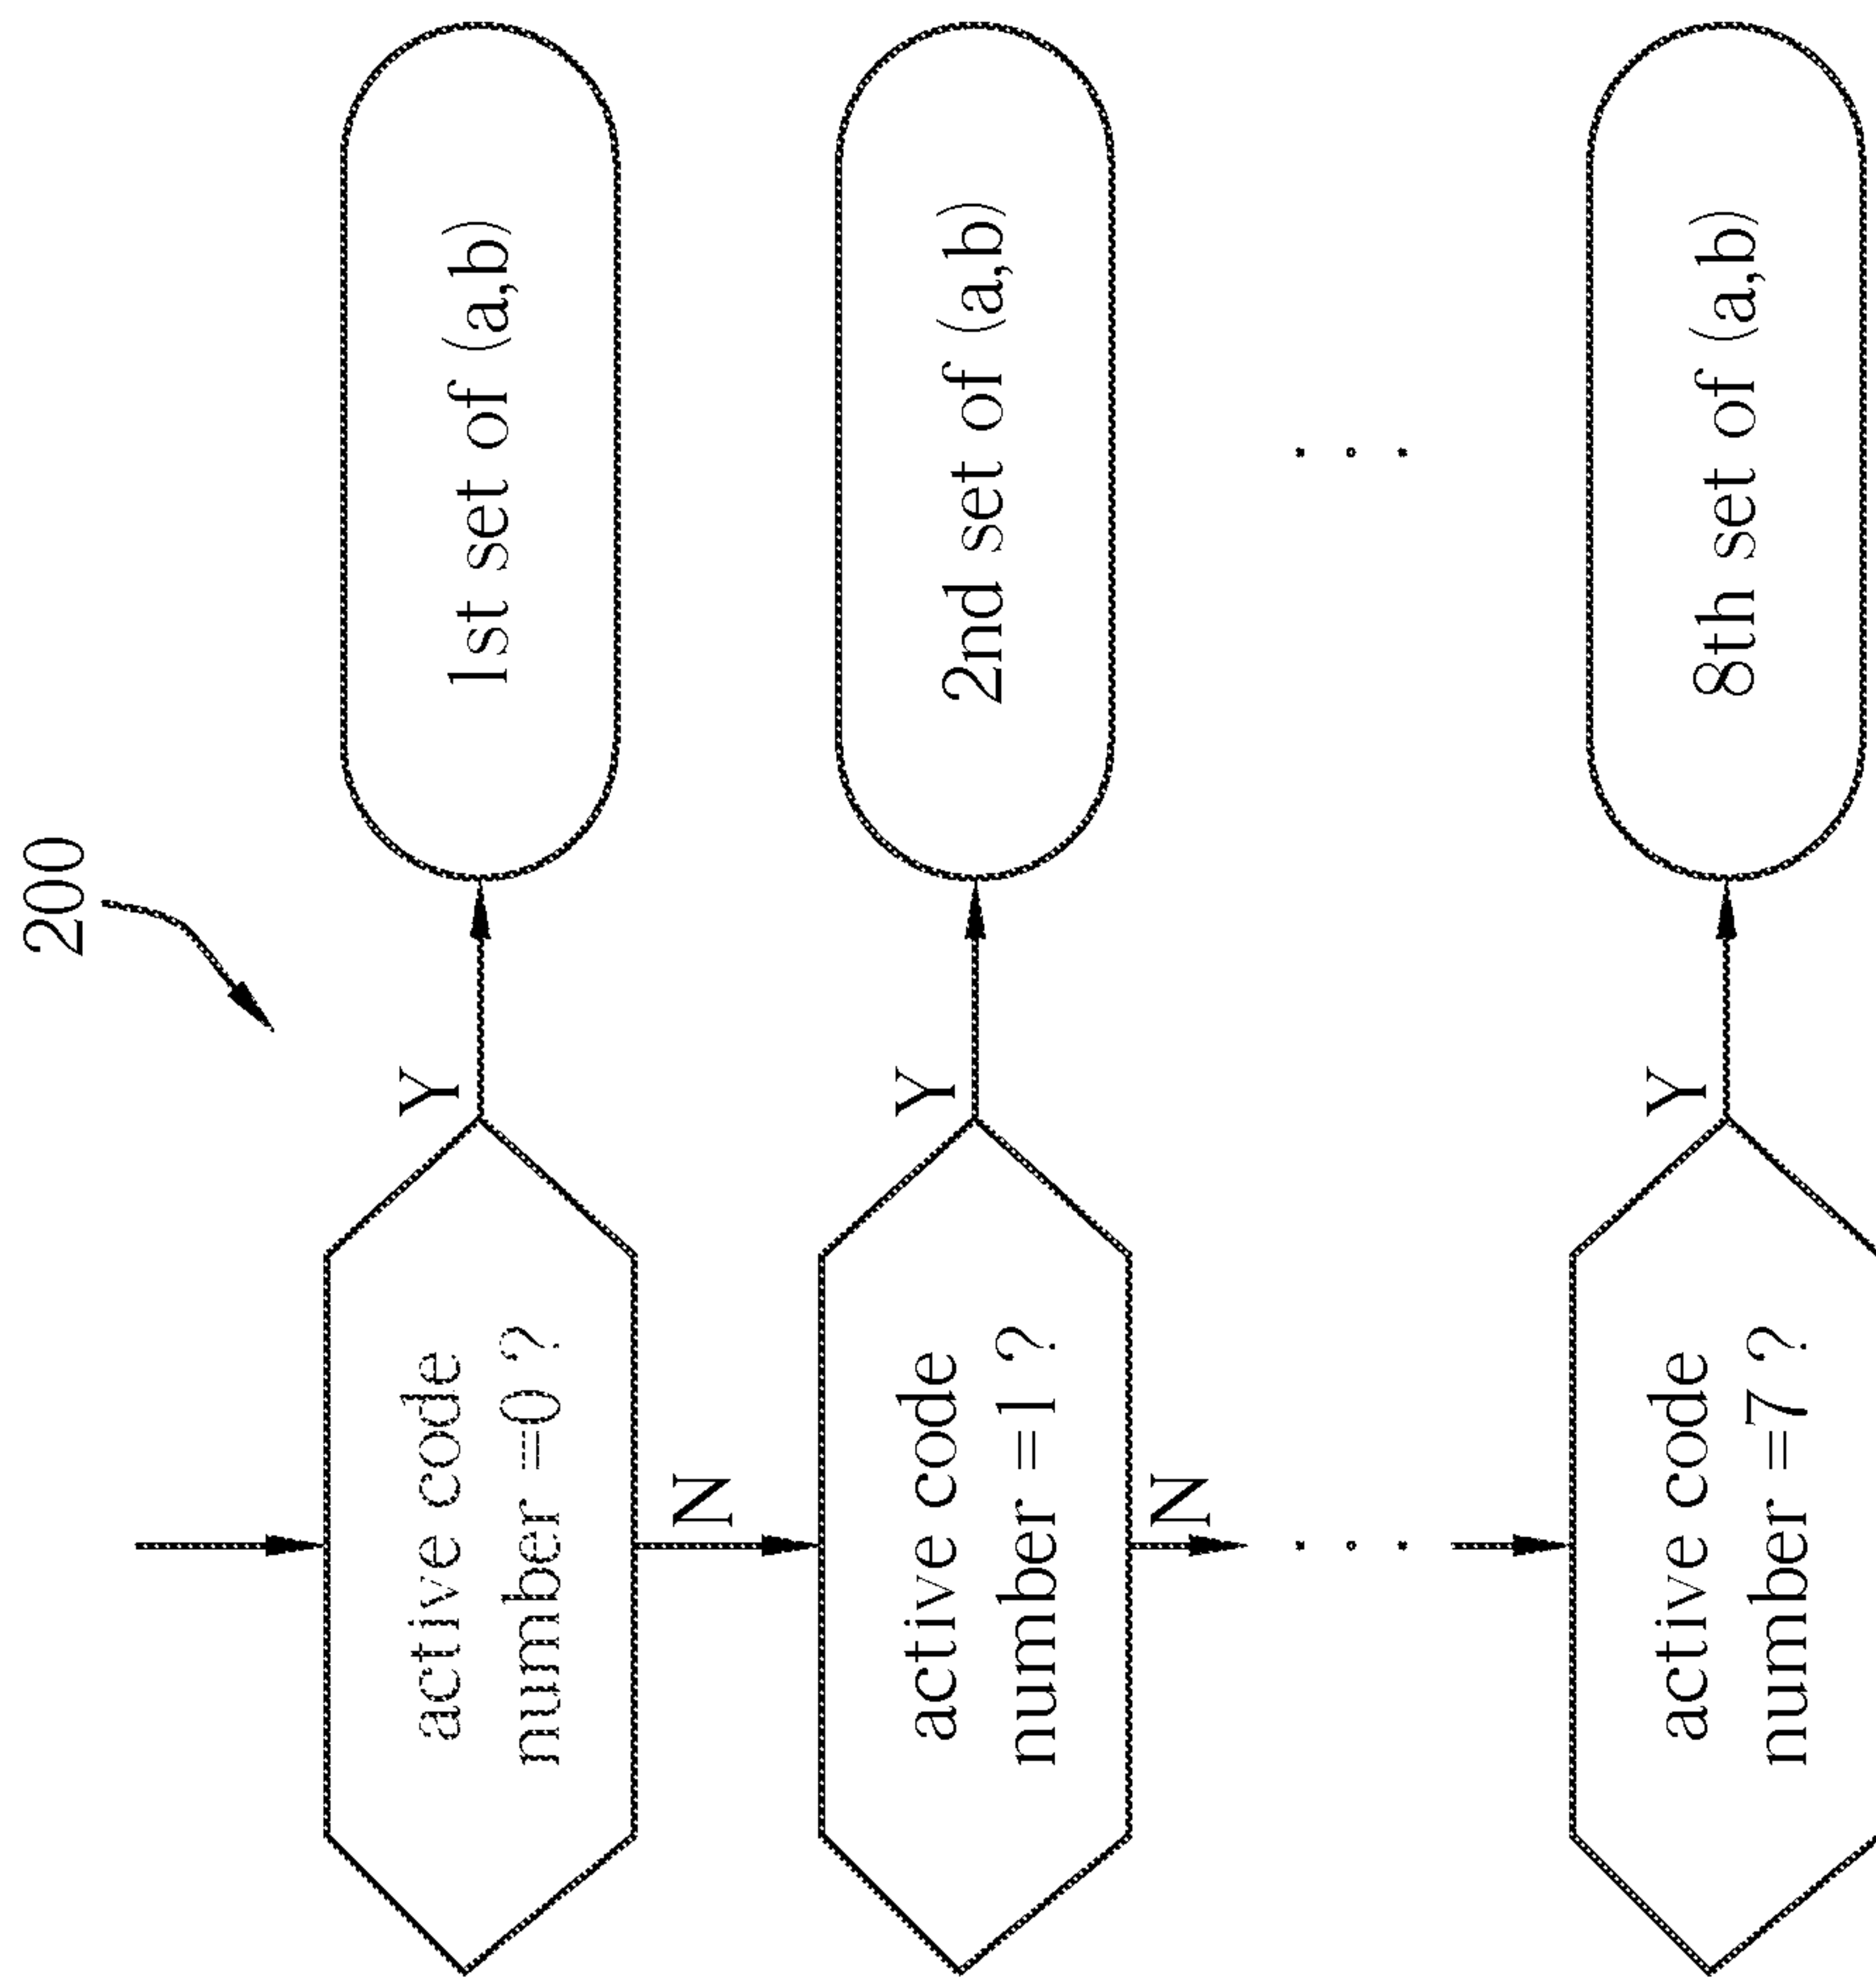 200
active code
number =0 ?
Y
1st set of (a,b)
N
active code
number =1 ?
Y
2nd set of (a,b)
N
active code
number =7 ?
Y
8th set of (a,b)